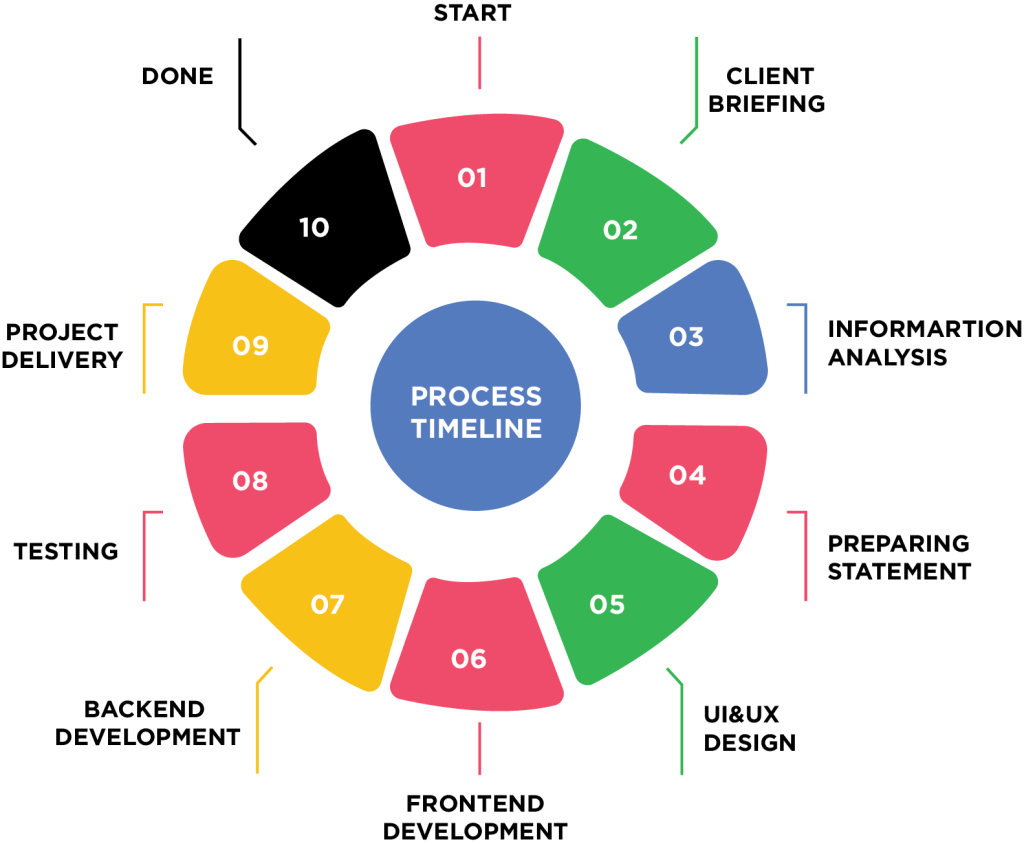 START
01
CLIENT
BRIEFING
02
INFORMARTION
ANALYSIS
03
PREPARING
STATEMENT
04
UI&UX
DESIGN
05
FRONTEND
DEVELOPMENT
06
BACKEND
DEVELOPMENT
07
TESTING
08
PROJECT
DELIVERY
09
DONE
10
PROCESS
TIMELINE